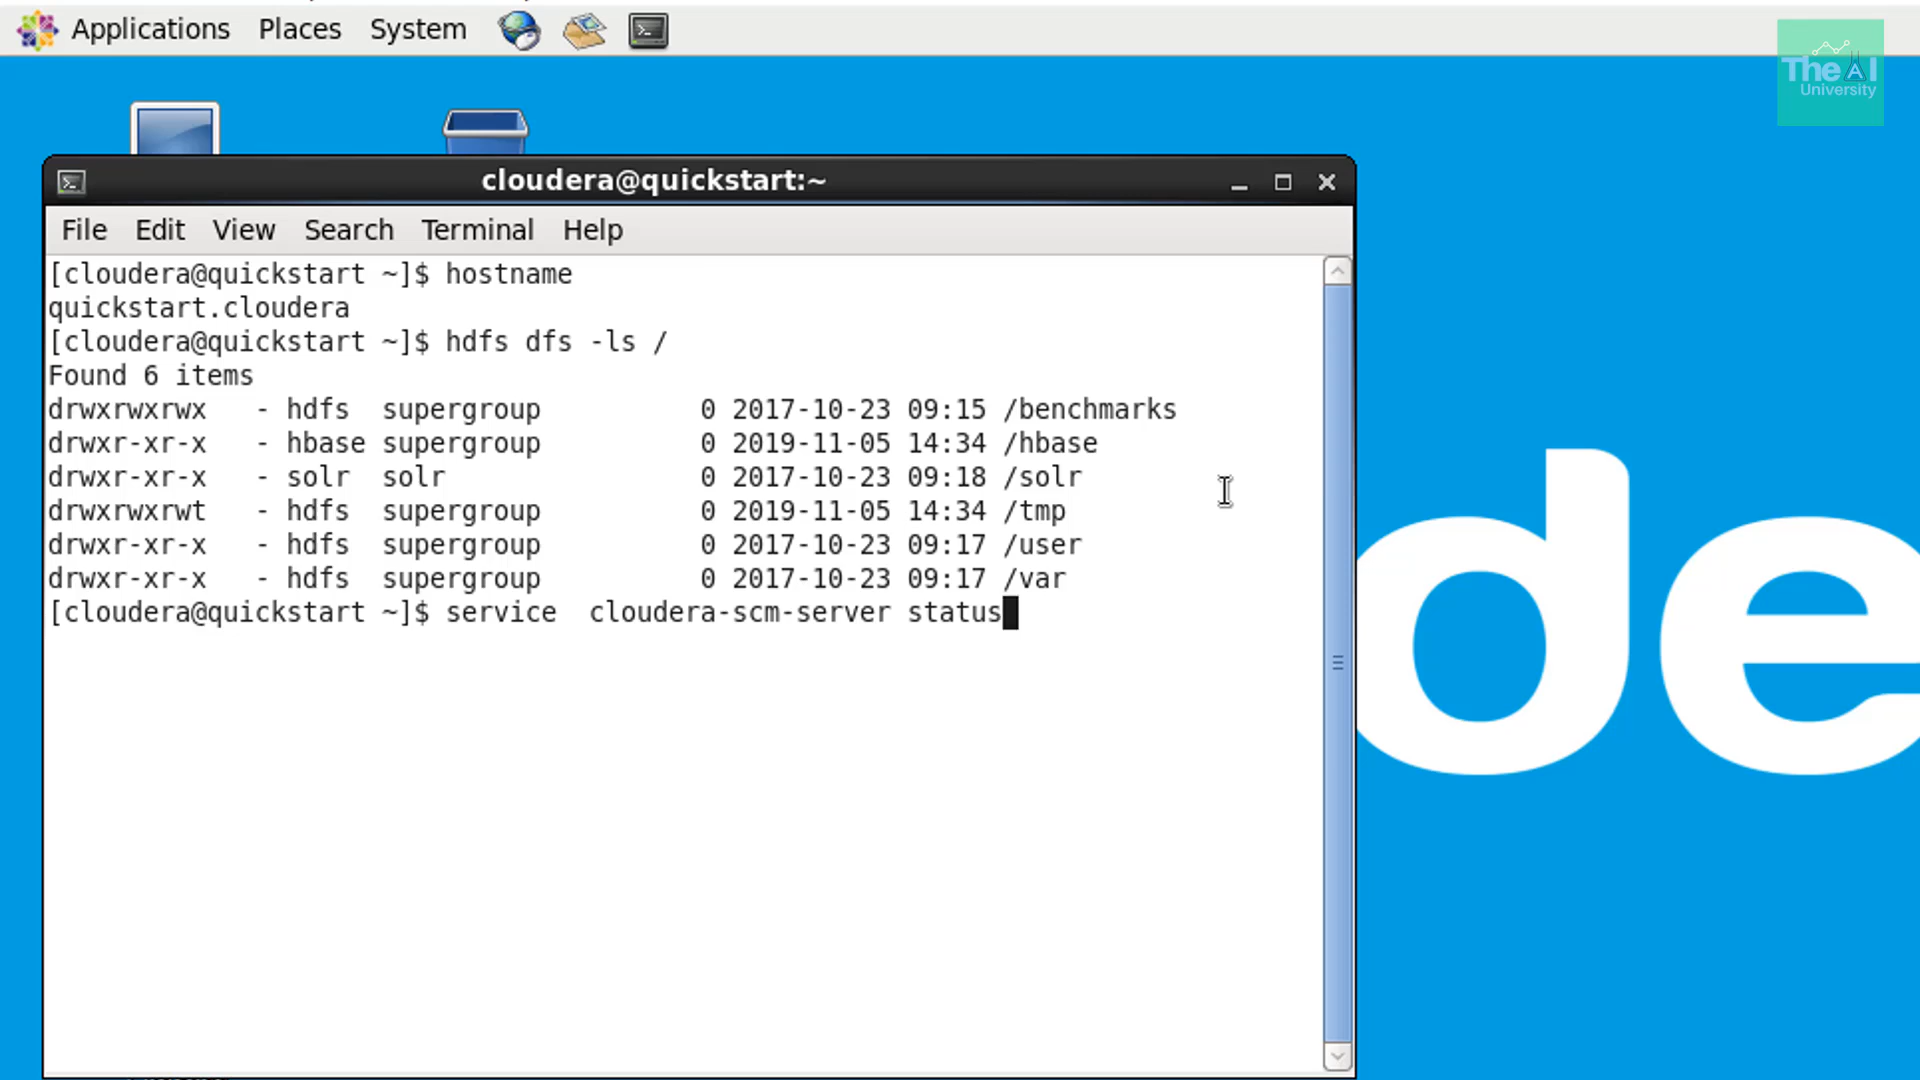 Applications Places System
The AI
University
cloudera@quickstart:~
File Edit View Search Terminal Help
[cloudera@quickstart ~]$ hostname
quickstart.cloudera
[cloudera@quickstart ~]$ hdfs dfs -ls /
Found 6 items
drwxrwxrwx   - hdfs  supergroup          0 2017-10-23 09:15 /benchmarks
drwxr-xr-x   - hbase supergroup          0 2019-11-05 14:34 /hbase
drwxr-xr-x   - solr  solr                0 2017-10-23 09:18 /solr
drwxrwxrwt   - hdfs  supergroup          0 2019-11-05 14:34 /tmp
drwxr-xr-x   - hdfs  supergroup          0 2017-10-23 09:17 /user
drwxr-xr-x   - hdfs  supergroup          0 2017-10-23 09:17 /var
[cloudera@quickstart ~]$ service  cloudera-scm-server status
de